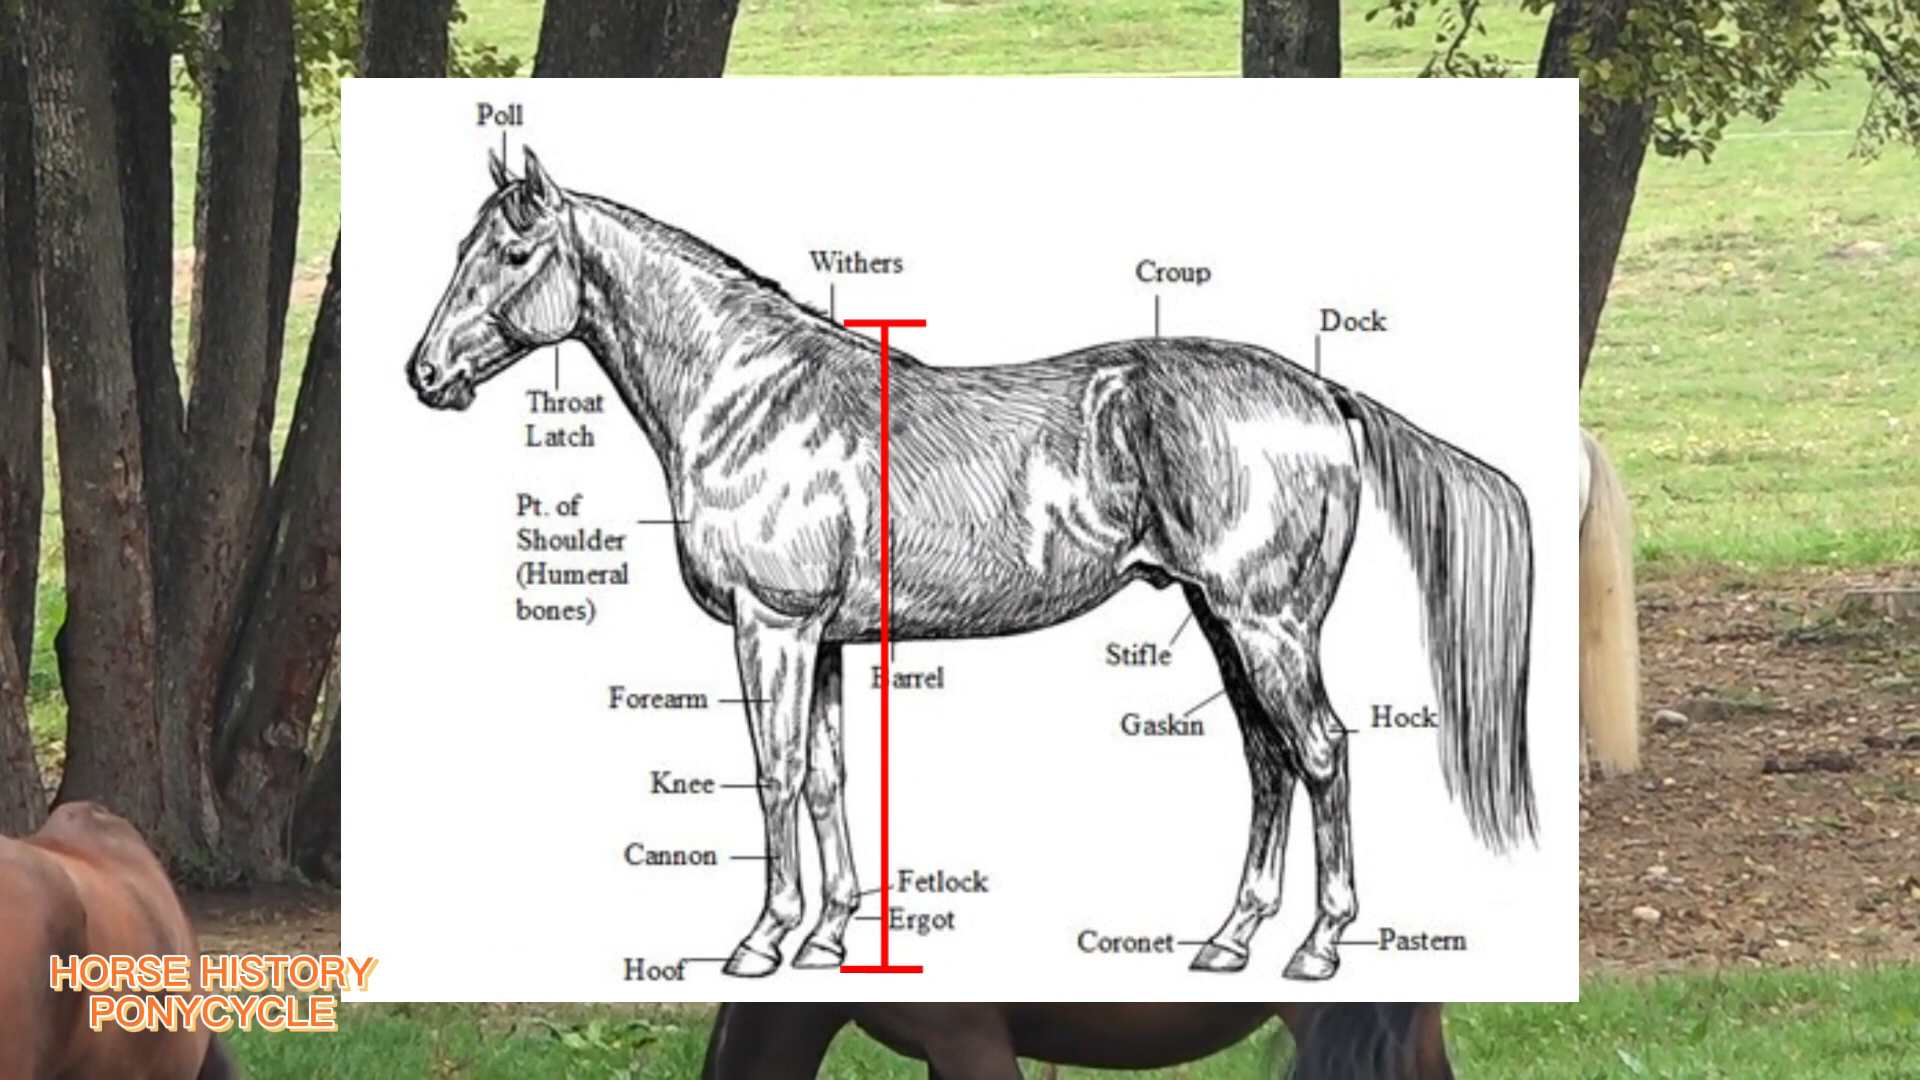 Poll
Withers
Croup
Dock
Throat
Latch
Pt. of
Shoulder
(Humeral
bones)
Barrel
Stifle
Forearm
Gaskin
Hock
Knee
Cannon
Fetlock
Ergot
Coronet
Pastern
Hoof
HORSE HISTORY
PONYCYCLE